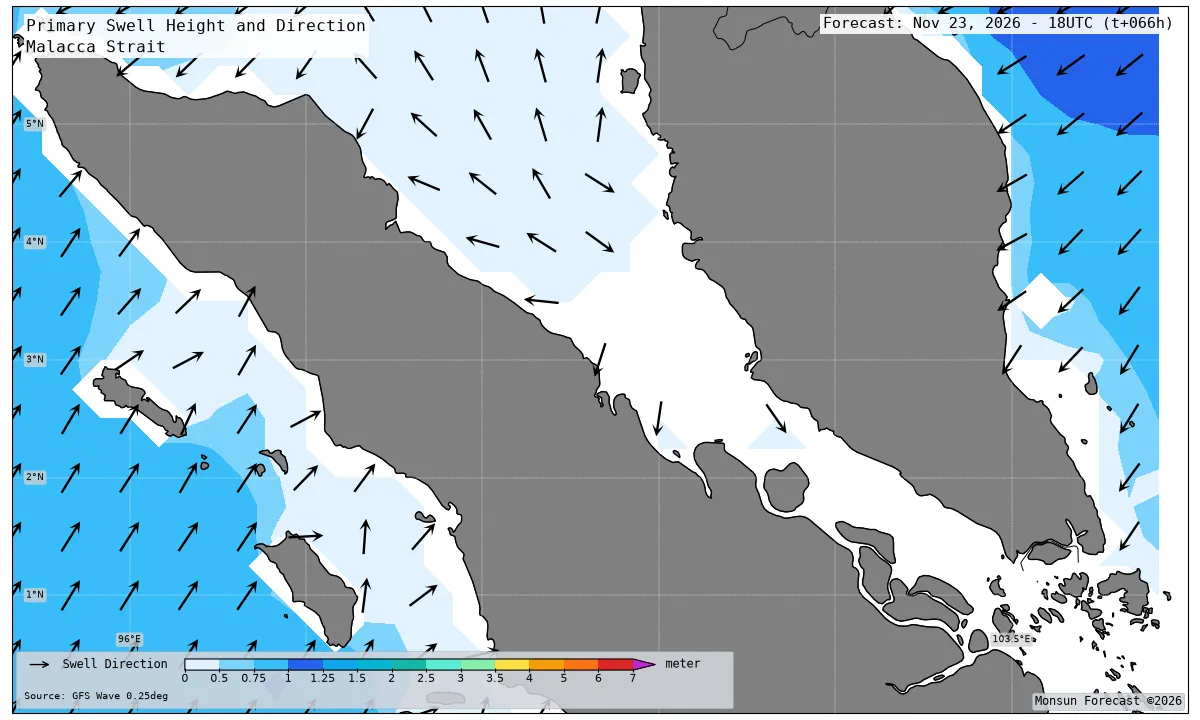 Primary Swell Height and Direction
Malacca Strait
Forecast: Nov 23, 2026 - 18UTC (t+066h)
5°N
4°N
3°N
2°N
1°N
96°E
103.5°E
Swell Direction
0 0.5 0.75 1 1.25 1.5 2 2.5 3 3.5 4 5 6 7
meter
Source: GFS Wave 0.25deg
Monsun Forecast ©2026